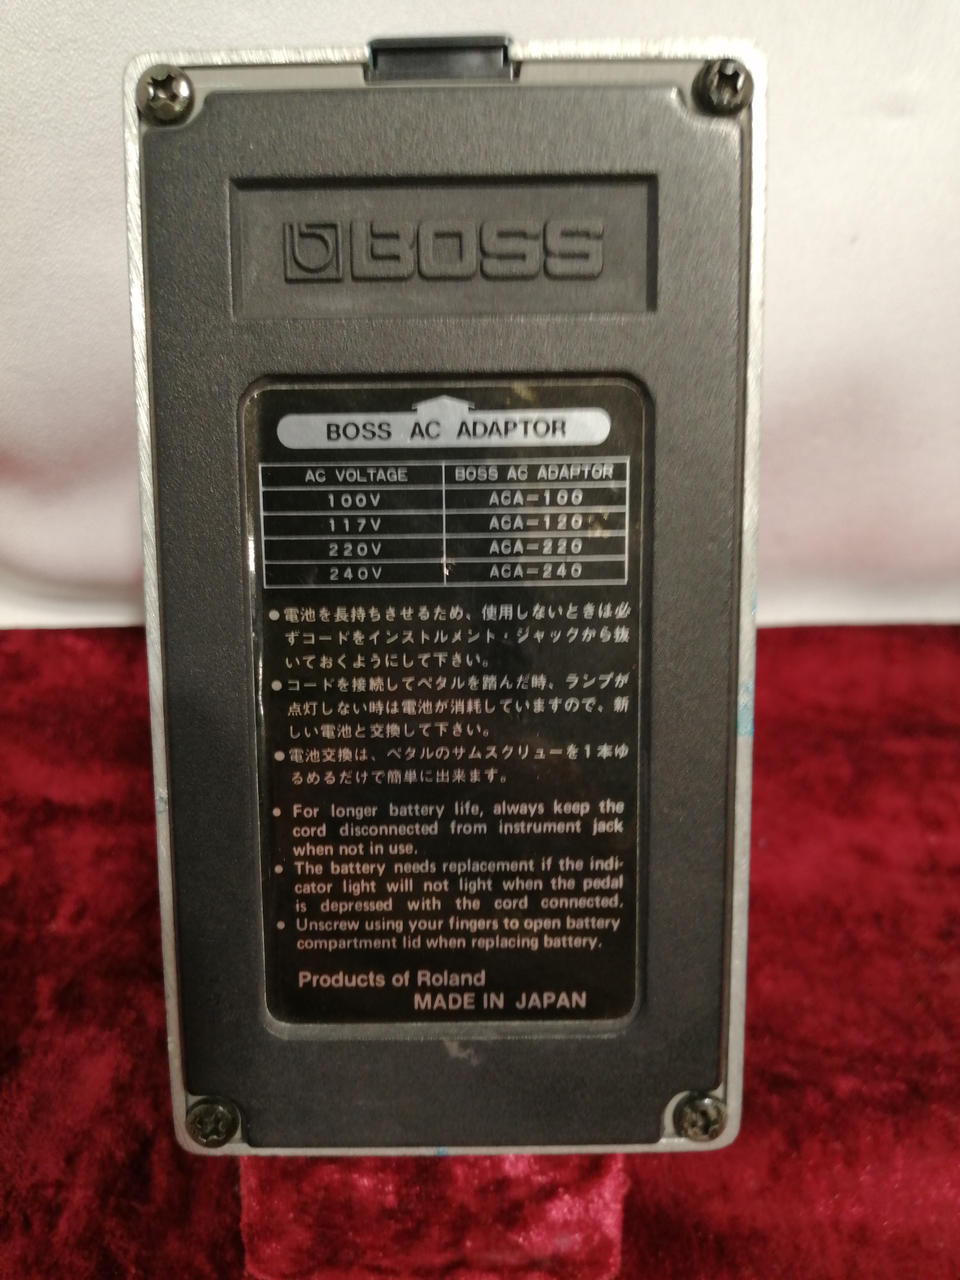 BOSS
BOSS AC ADAPTOR
AC VOLTAGE BOSS AC ADAPTOR
100V ACA-100
117V ACA-120
220V ACA-220
240V ACA-240
●電池を長持ちさせるため、使用しないときは必
ずコードをインストルメント・ジャックから抜
いておくようにして下さい。
●コードを接続してペタルを踏んだ時、ランプが
点灯しない時は電池が消耗していますので、新
しい電池と交換して下さい。
●電池交換は、ペタルのサムスクリューを1本ゆ
るめるだけで簡単に出来ます。
● For longer battery life, always keep the
cord disconnected from instrument jack
when not in use.
● The battery needs replacement if the indi-
cator light will not light when the pedal
is depressed with the cord connected.
● Unscrew using your fingers to open battery
compartment lid when replacing battery.
Products of Roland
MADE IN JAPAN